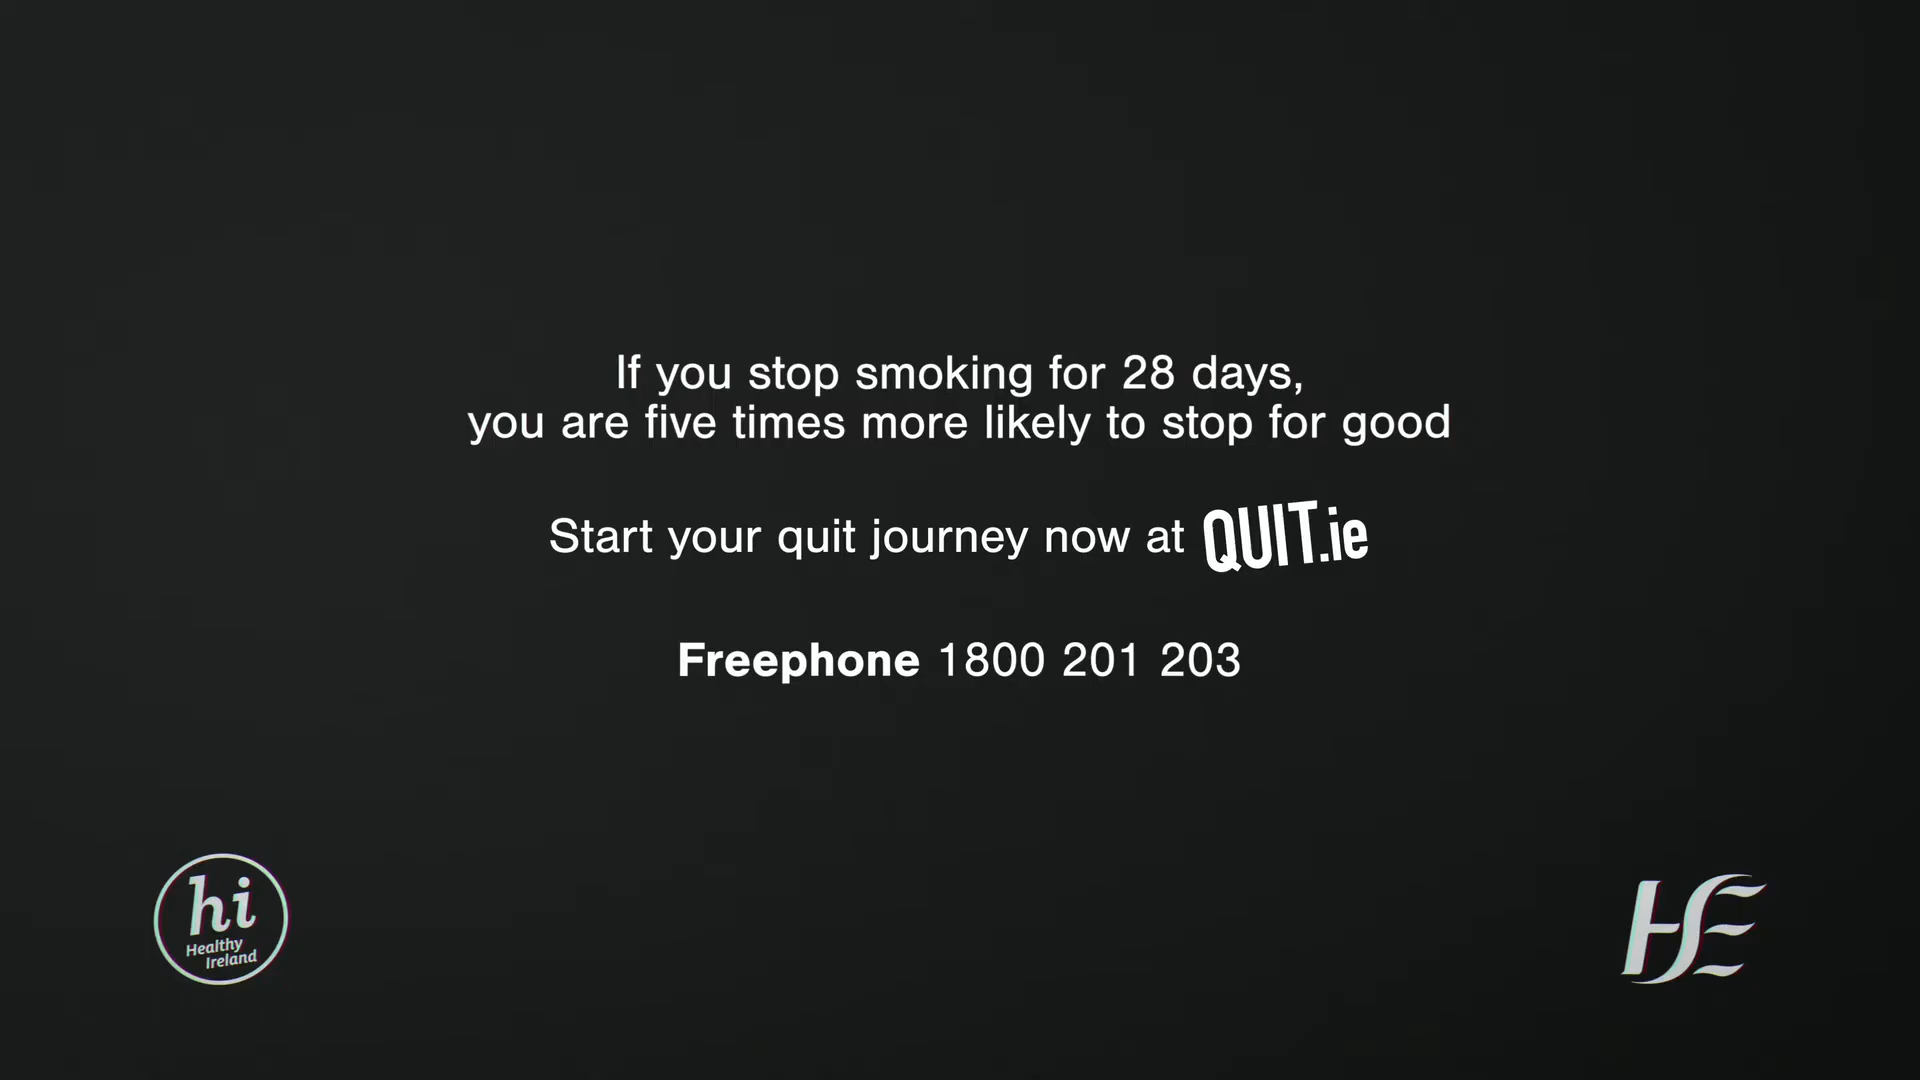 If you stop smoking for 28 days,
you are five times more likely to stop for good
Start your quit journey now at QUIT.ie
Freephone 1800 201 203
hi
Healthy
Ireland
HSE